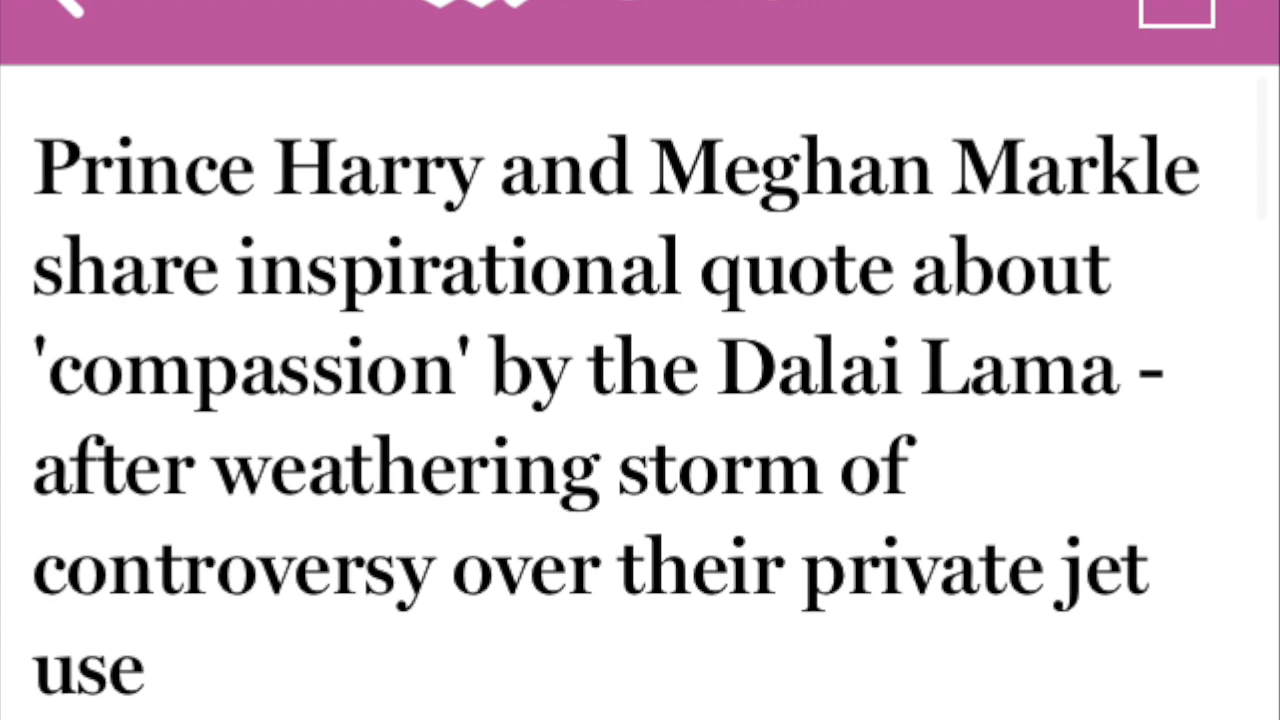 Prince Harry and Meghan Markle
share inspirational quote about
'compassion' by the Dalai Lama -
after weathering storm of
controversy over their private jet
use